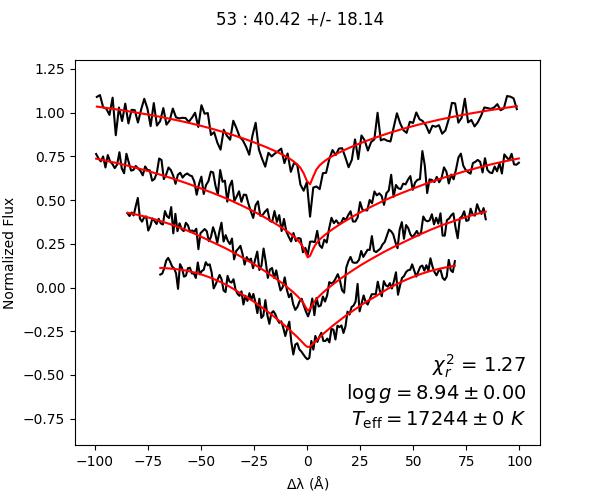 53 : 40.42 +/- 18.14
1.25
1.00
0.75
0.50
0.25
0.00
−0.25
−0.50
−0.75
Normalized Flux
χ²ᵣ = 1.27
log g = 8.94 ± 0.00
T_eff = 17244 ± 0 K
−100 −75 −50 −25 0 25 50 75 100
Δλ (Å)